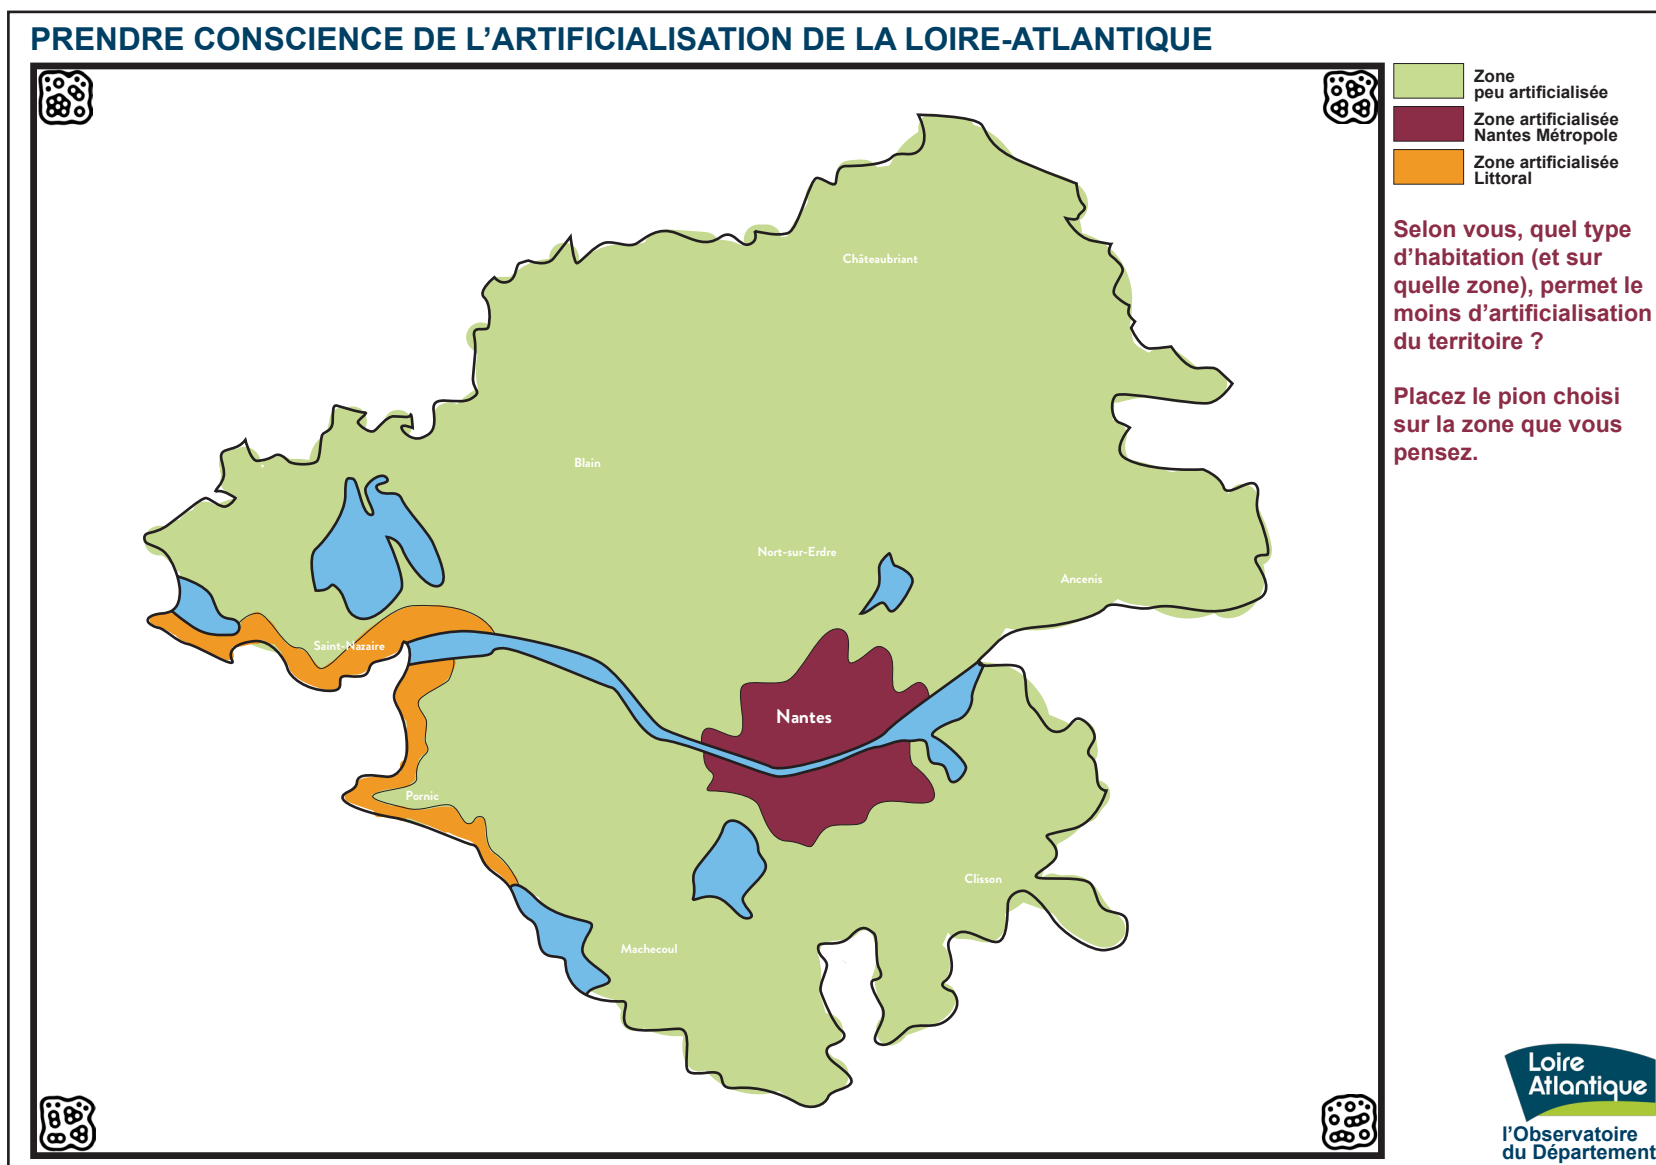 PRENDRE CONSCIENCE DE L'ARTIFICIALISATION DE LA LOIRE-ATLANTIQUE
Zone
peu artificialisée
Zone artificialisée
Nantes Métropole
Zone artificialisée
Littoral
Selon vous, quel type
d'habitation (et sur
quelle zone), permet le
moins d'artificialisation
du territoire ?
Placez le pion choisi
sur la zone que vous
pensez.
Châteaubriant
Blain
Nort-sur-Erdre
Ancenis
Saint-Nazaire
Nantes
Pornic
Clisson
Machecoul
Loire
Atlantique
l'Observatoire
du Département